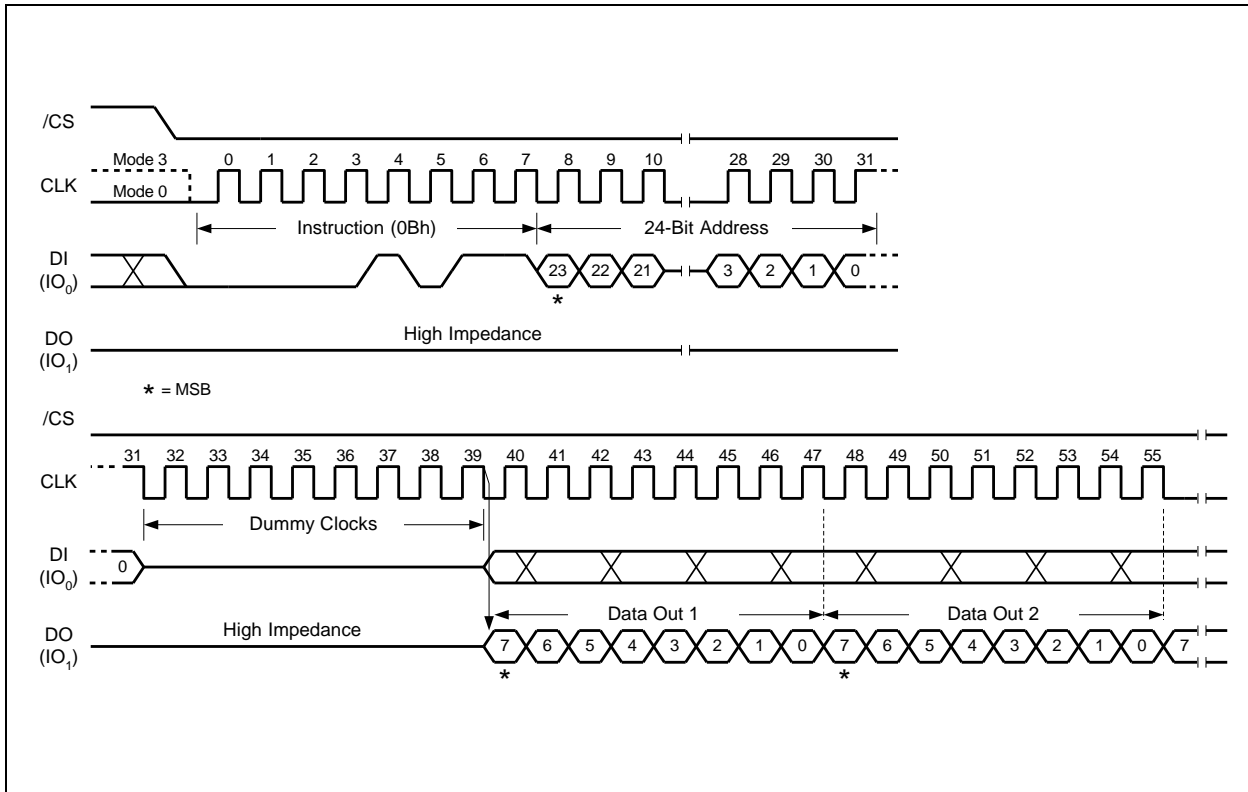 /CS
Mode 3 0 1 2 3 4 5 6 7 8 9 10 28 29 30 31
CLK
Mode 0
Instruction (0Bh) 24-Bit Address
DI
(IO₀)
23 22 21 3 2 1 0
*
DO
(IO₁)
High Impedance
* = MSB
/CS
31 32 33 34 35 36 37 38 39 40 41 42 43 44 45 46 47 48 49 50 51 52 53 54 55
CLK
Dummy Clocks
DI
(IO₀)
0
Data Out 1 Data Out 2
DO
(IO₁)
High Impedance
7 6 5 4 3 2 1 0 7 6 5 4 3 2 1 0 7
* *